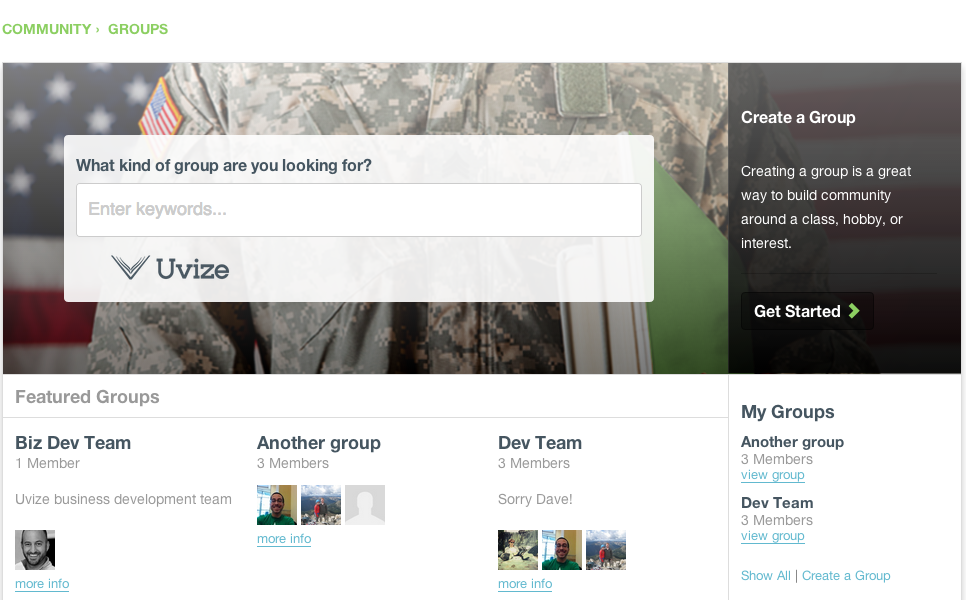 COMMUNITY › GROUPS
What kind of group are you looking for?
Enter keywords...
Uvize
Create a Group
Creating a group is a great
way to build community
around a class, hobby, or
interest.
Get Started
Featured Groups
Biz Dev Team
1 Member
Uvize business development team
more info
Another group
3 Members
more info
Dev Team
3 Members
Sorry Dave!
more info
My Groups
Another group
3 Members
view group
Dev Team
3 Members
view group
Show All | Create a Group